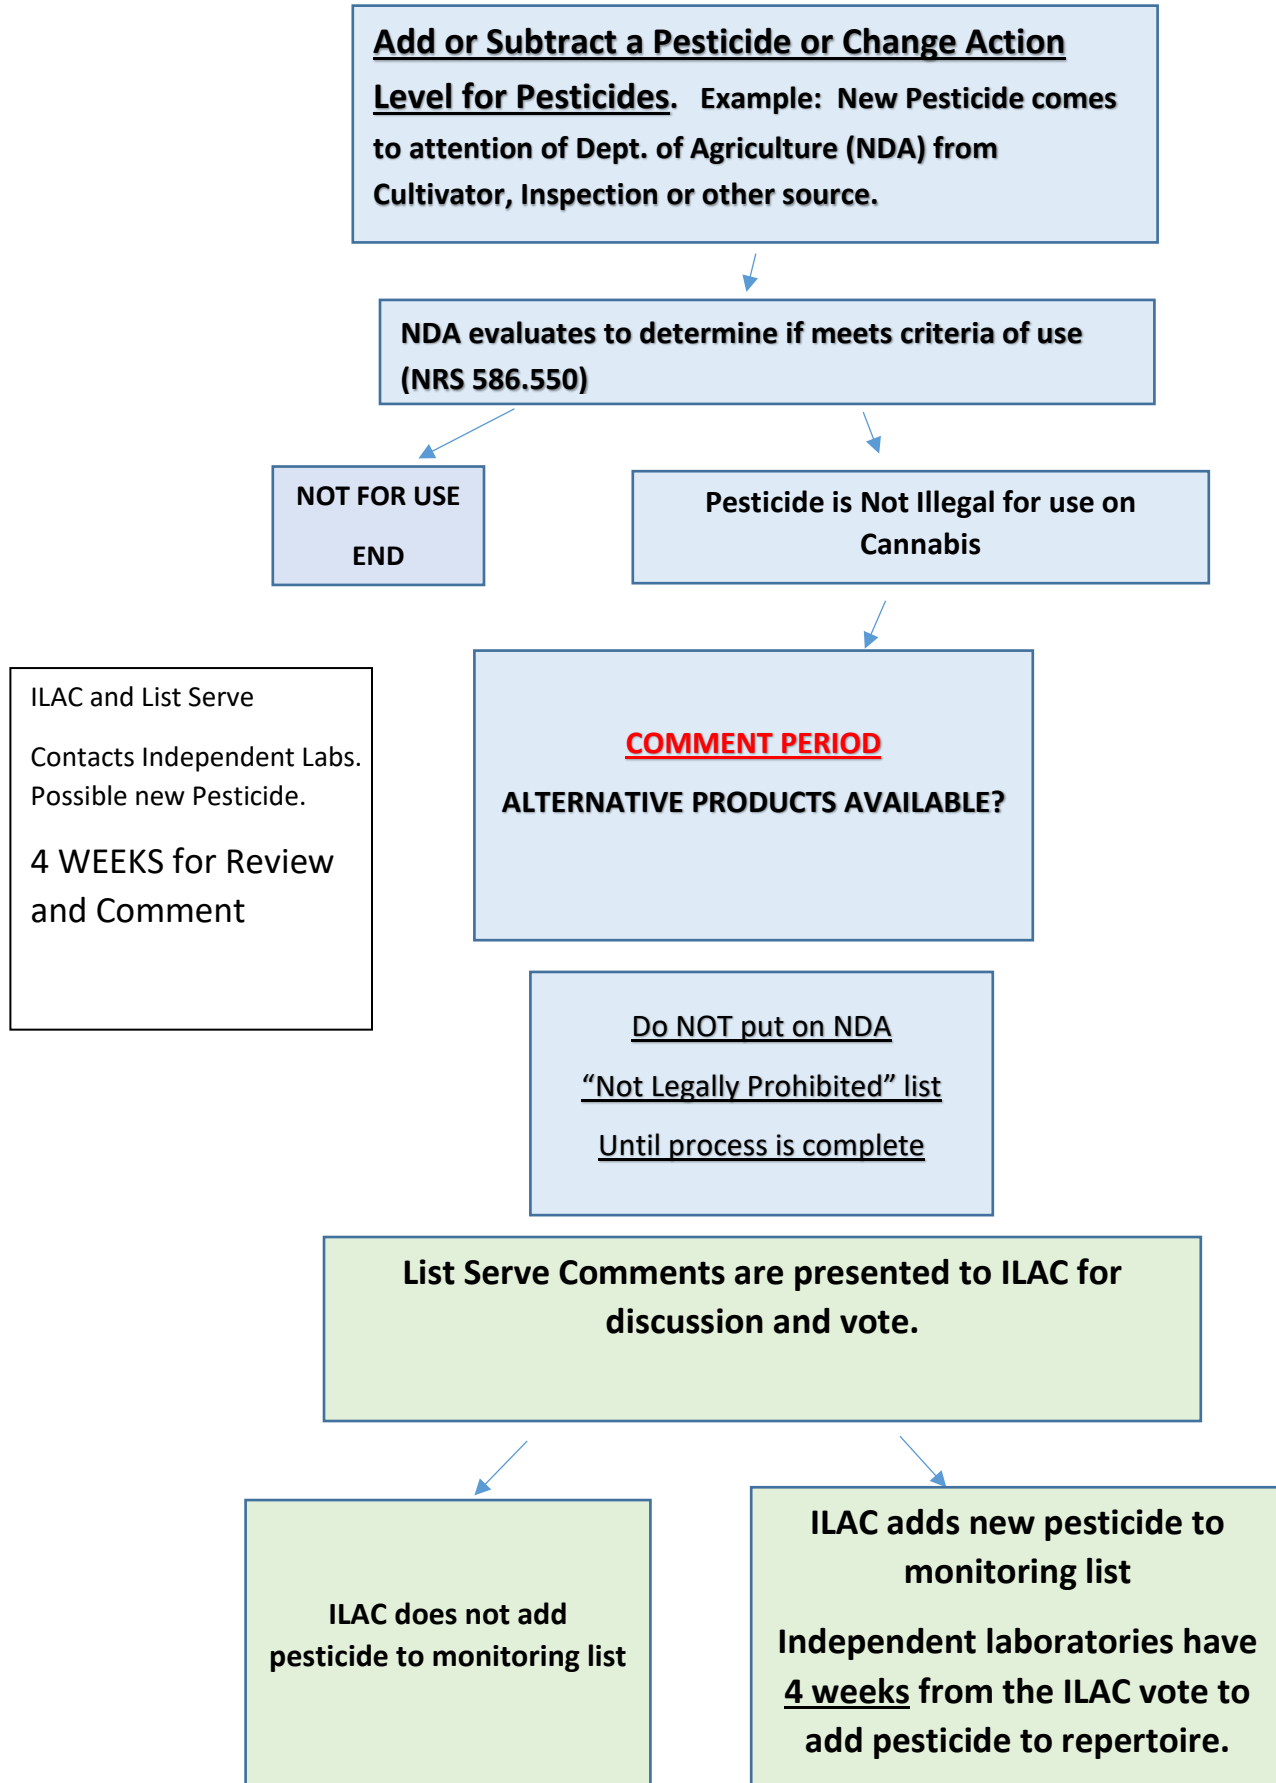 Add or Subtract a Pesticide or Change Action
Level for Pesticides. Example: New Pesticide comes
to attention of Dept. of Agriculture (NDA) from
Cultivator, Inspection or other source.
NDA evaluates to determine if meets criteria of use
(NRS 586.550)
NOT FOR USE
END
Pesticide is Not Illegal for use on
Cannabis
ILAC and List Serve
Contacts Independent Labs.
Possible new Pesticide.
4 WEEKS for Review
and Comment
COMMENT PERIOD
ALTERNATIVE PRODUCTS AVAILABLE?
Do NOT put on NDA
“Not Legally Prohibited” list
Until process is complete
List Serve Comments are presented to ILAC for
discussion and vote.
ILAC does not add
pesticide to monitoring list
ILAC adds new pesticide to
monitoring list
Independent laboratories have
4 weeks from the ILAC vote to
add pesticide to repertoire.